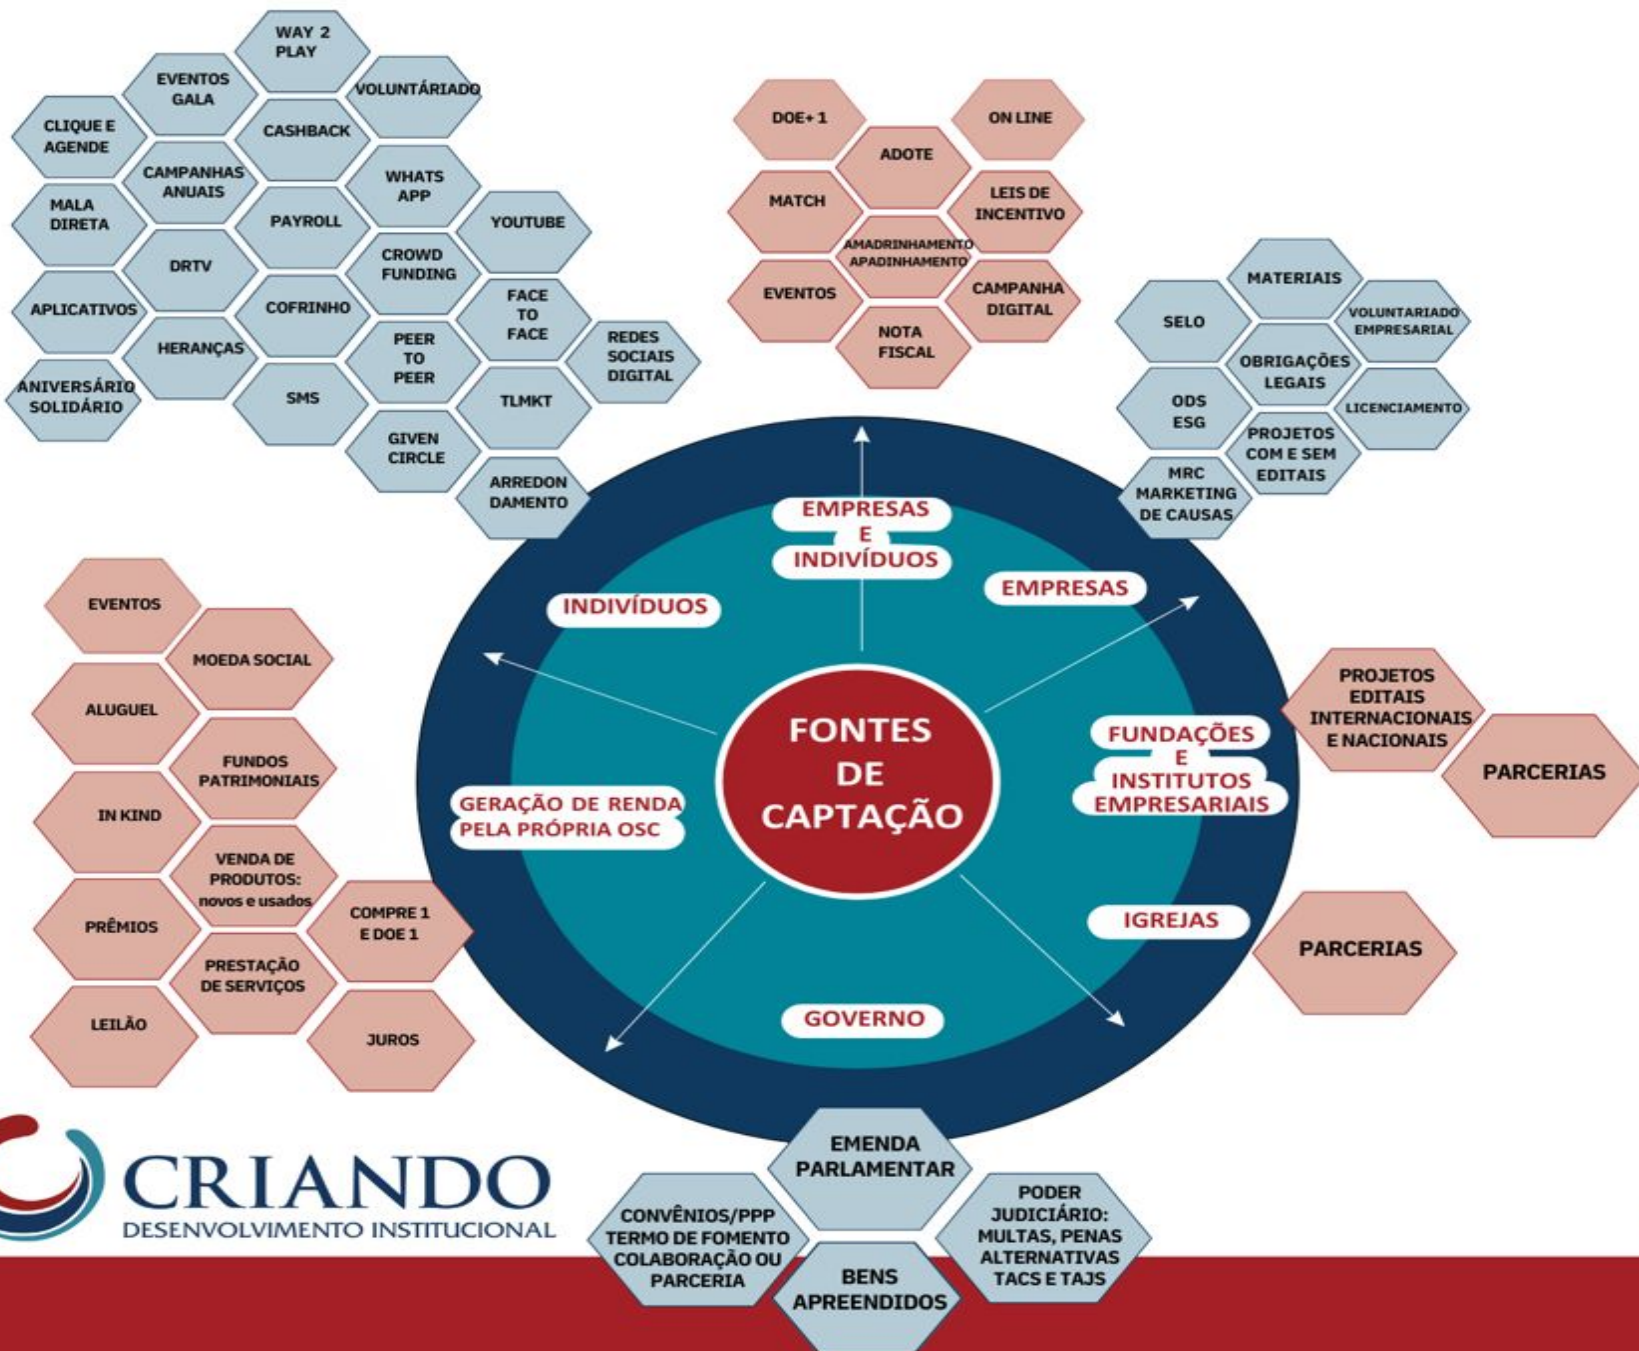 WAY 2
PLAY
EVENTOS
GALA
VOLUNTÁRIADO
CLIQUE E
AGENDE
CASHBACK
CAMPANHAS
ANUAIS
WHATS
APP
MALA
DIRETA
PAYROLL
YOUTUBE
DRTV
CROWD
FUNDING
APLICATIVOS
COFRINHO
FACE
TO
FACE
HERANÇAS
PEER
TO
PEER
REDES
SOCIAIS
DIGITAL
ANIVERSÁRIO
SOLIDÁRIO
SMS
TLMKT
GIVEN
CIRCLE
ARREDON
DAMENTO
DOE+ 1
ON LINE
ADOTE
MATCH
LEIS DE
INCENTIVO
AMADRINHAMENTO
APADINHAMENTO
EVENTOS
CAMPANHA
DIGITAL
NOTA
FISCAL
MATERIAIS
SELO
VOLUNTARIADO
EMPRESARIAL
OBRIGAÇÕES
LEGAIS
ODS
ESG
LICENCIAMENTO
PROJETOS
COM E SEM
EDITAIS
MRC
MARKETING
DE CAUSAS
EMPRESAS
E
INDIVÍDUOS
EMPRESAS
INDIVÍDUOS
FONTES
DE
CAPTAÇÃO
FUNDAÇÕES
E
INSTITUTOS
EMPRESARIAIS
GERAÇÃO DE RENDA
PELA PRÓPRIA OSC
IGREJAS
GOVERNO
PROJETOS
EDITAIS
INTERNACIONAIS
E NACIONAIS
PARCERIAS
PARCERIAS
EVENTOS
MOEDA SOCIAL
ALUGUEL
FUNDOS
PATRIMONIAIS
IN KIND
VENDA DE
PRODUTOS:
novos e usados
COMPRE 1
E DOE 1
PRÊMIOS
PRESTAÇÃO
DE SERVIÇOS
LEILÃO
JUROS
CRIANDO
DESENVOLVIMENTO INSTITUCIONAL
EMENDA
PARLAMENTAR
CONVÊNIOS/PPP
TERMO DE FOMENTO
COLABORAÇÃO OU
PARCERIA
PODER
JUDICIÁRIO:
MULTAS, PENAS
ALTERNATIVAS
TACS E TAJS
BENS
APREENDIDOS